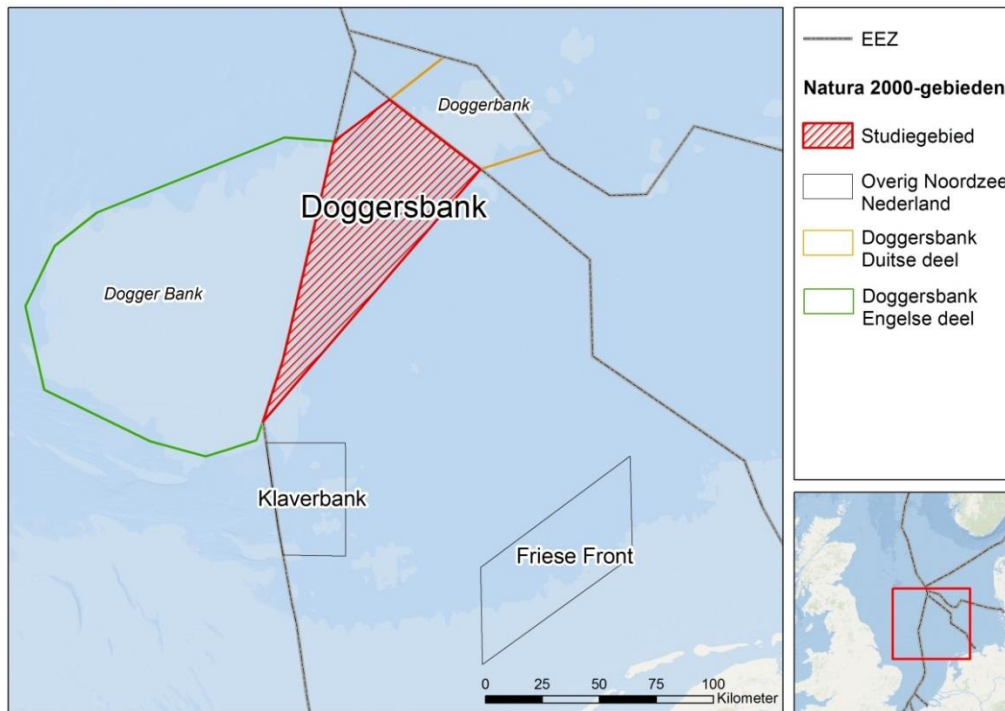 Doggerbank
Doggersbank
Dogger Bank
Klaverbank
Friese Front
0 25 50 75 100
Kilometer
EEZ
Natura 2000-gebieden
Studiegebied
Overig Noordzee
Nederland
Doggersbank
Duitse deel
Doggersbank
Engelse deel